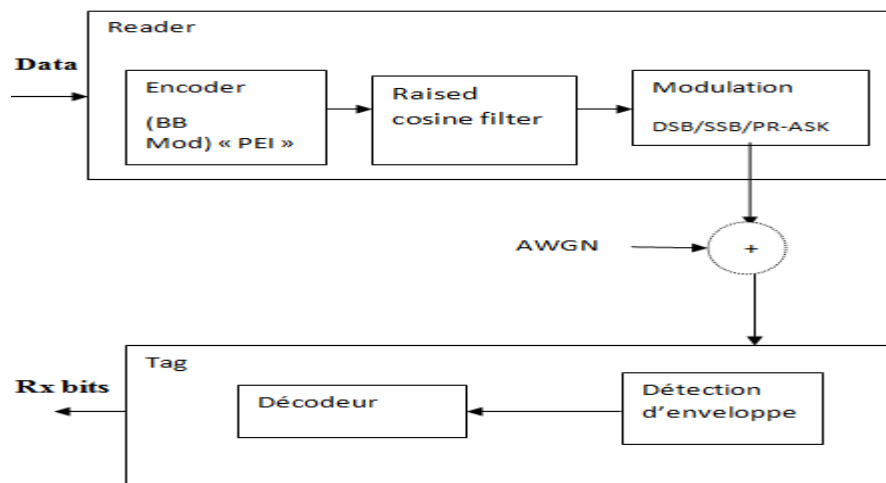 Reader
Data
Encoder
(BB
Mod) « PEI »
Raised
cosine filter
Modulation
DSB/SSB/PR-ASK
AWGN
+
Tag
Rx bits
Décodeur
Détection
d'enveloppe